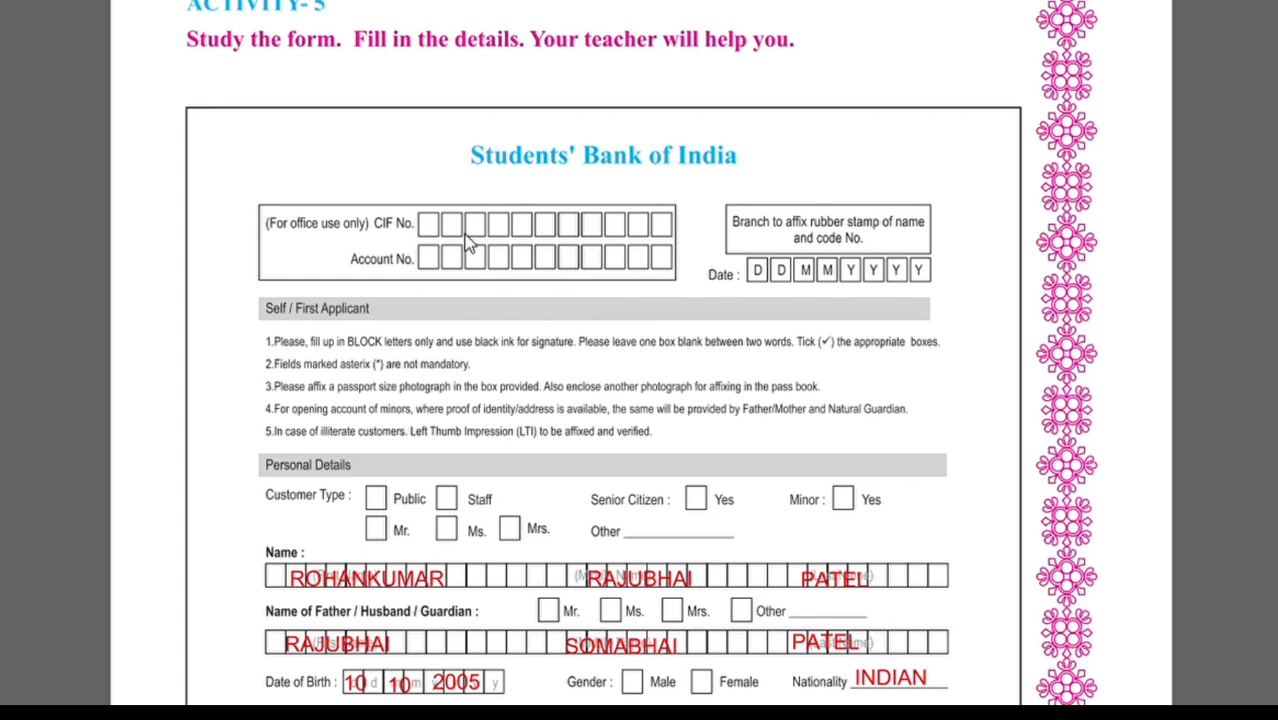 ACTIVITY- 5
Study the form. Fill in the details. Your teacher will help you.
Students' Bank of India
(For office use only) CIF No.
Account No.
Branch to affix rubber stamp of name
and code No.
Date : D D M M Y Y Y Y
Self / First Applicant
1.Please, fill up in BLOCK letters only and use black ink for signature. Please leave one box blank between two words. Tick (✓) the appropriate boxes.
2.Fields marked asterix (*) are not mandatory.
3.Please affix a passport size photograph in the box provided. Also enclose another photograph for affixing in the pass book.
4.For opening account of minors, where proof of identity/address is available, the same will be provided by Father/Mother and Natural Guardian.
5.In case of illiterate customers. Left Thumb Impression (LTI) to be affixed and verified.
Personal Details
Customer Type : Public Staff Senior Citizen : Yes Minor : Yes
Mr. Ms. Mrs. Other
Name :
ROHANKUMAR RAJUBHAI PATEL
Name of Father / Husband / Guardian : Mr. Ms. Mrs. Other
RAJUBHAI SOMABHAI PATEL
Date of Birth : 10 10 2005 y Gender : Male Female Nationality INDIAN